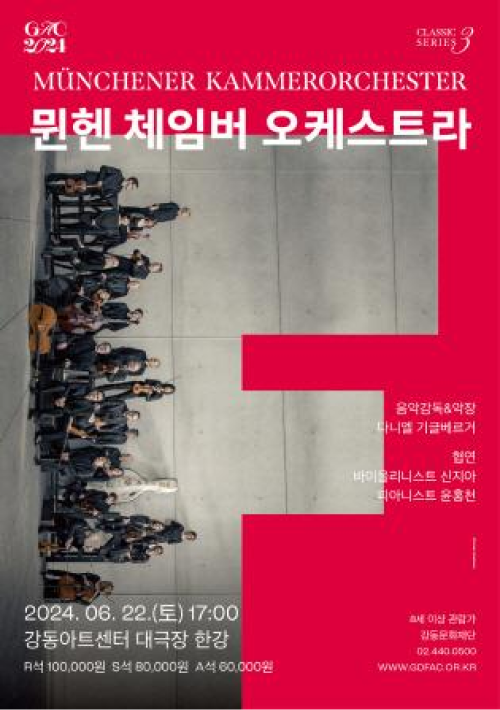 GAC
2024
CLASSIC
SERIES 3
MÜNCHENER KAMMERORCHESTER
뮌헨 체임버 오케스트라
음악감독&악장
다니엘 기글베르거
협연
바이올리니스트 신지아
피아니스트 윤홍천
2024. 06. 22.(토) 17:00
강동아트센터 대극장 한강
R석 100,000원 S석 80,000원 A석 60,000원
8세 이상 관람가
강동문화재단
02.440.0500
WWW.GDFAC.OR.KR